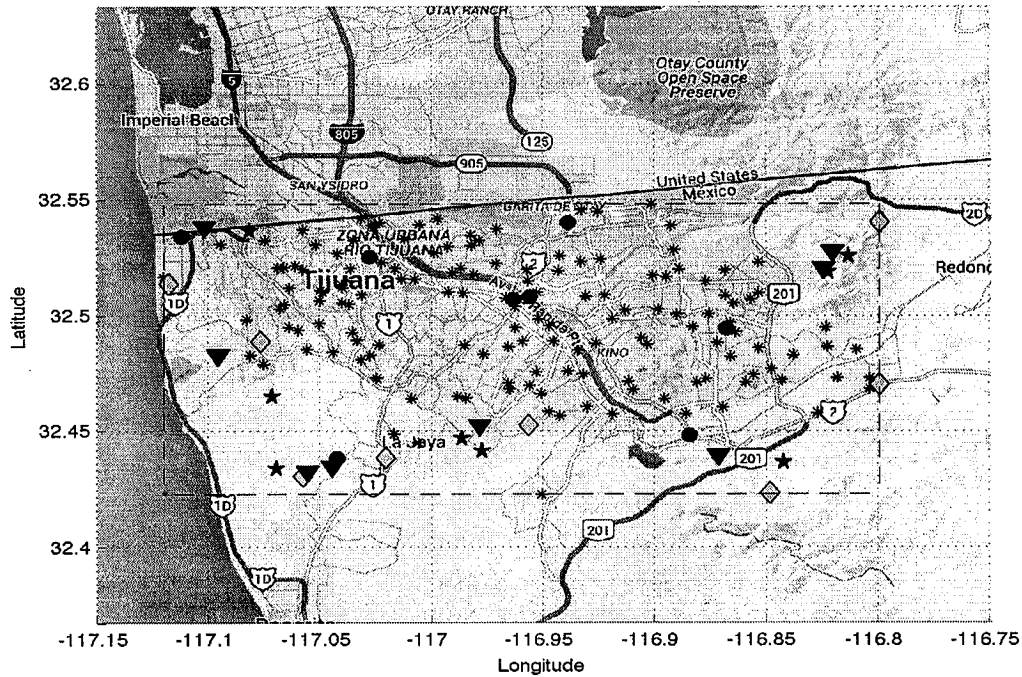 OTAY RANCH
32.6
5
Otay County
Open Space
Preserve
Imperial Beach
805
125
905
SAN YSIDRO
United States
México
32.55
GARITA DE OTAY
2D
ZONA URBANA
RIO TIJUANA
2
Redond
Tijuana
1D
201
32.5
1
KINO
Latitude
2
32.45
La Joya
201
1
1D
201
32.4
1D
-117.15
-117.1
-117.05
-117
-116.95
-116.9
-116.85
-116.8
-116.75
Longitude